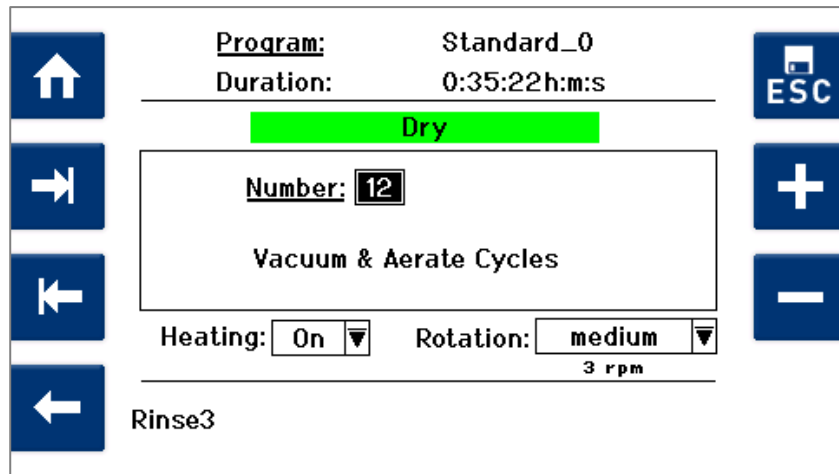 Program: Standard_0
Duration: 0:35:22h:m:s
ESC
Dry
Number: 12
Vacuum & Aerate Cycles
Heating: On Rotation: medium
3 rpm
Rinse3